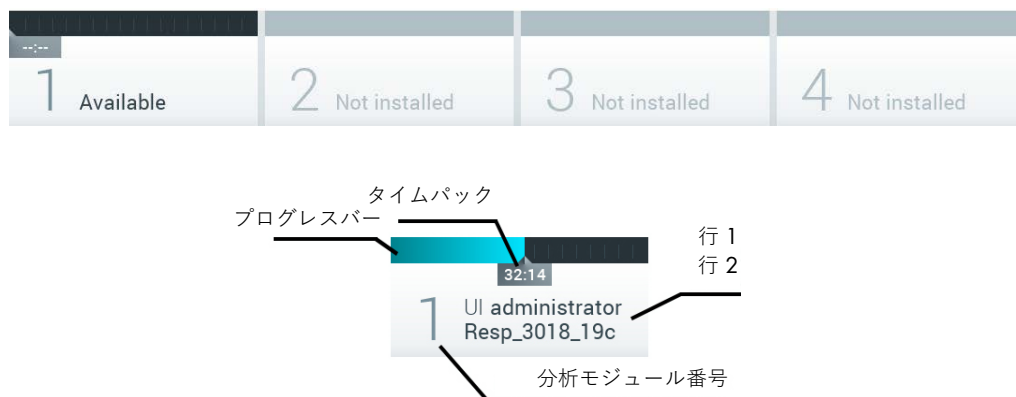 --:--
1 Available
2 Not installed
3 Not installed
4 Not installed
タイムパック
プログレスバー
行 1
行 2
32:14
1 UI administrator
Resp_3018_19c
分析モジュール番号